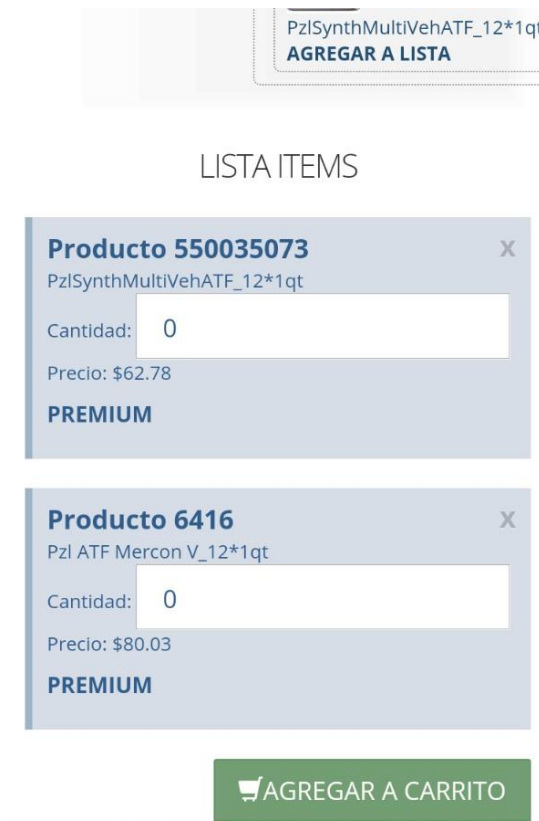 PzlSynthMultiVehATF_12*1qt
AGREGAR A LISTA
LISTA ITEMS
Producto 550035073
X
PzlSynthMultiVehATF_12*1qt
Cantidad: 0
Precio: $62.78
PREMIUM
Producto 6416
X
Pzl ATF Mercon V_12*1qt
Cantidad: 0
Precio: $80.03
PREMIUM
AGREGAR A CARRITO